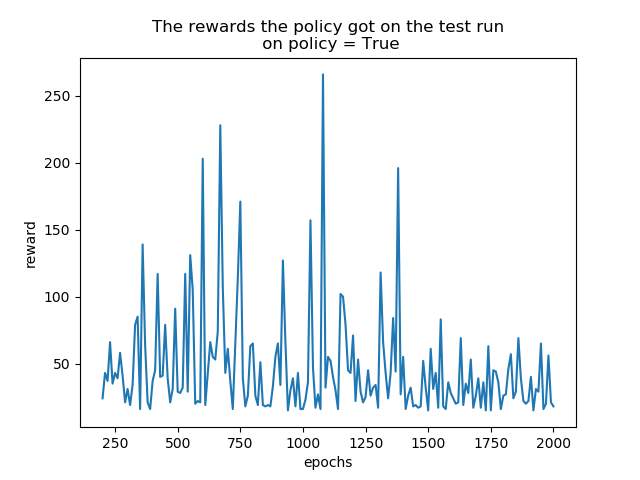 The rewards the policy got on the test run
on policy = True
reward
250
200
150
100
50
250 500 750 1000 1250 1500 1750 2000
epochs